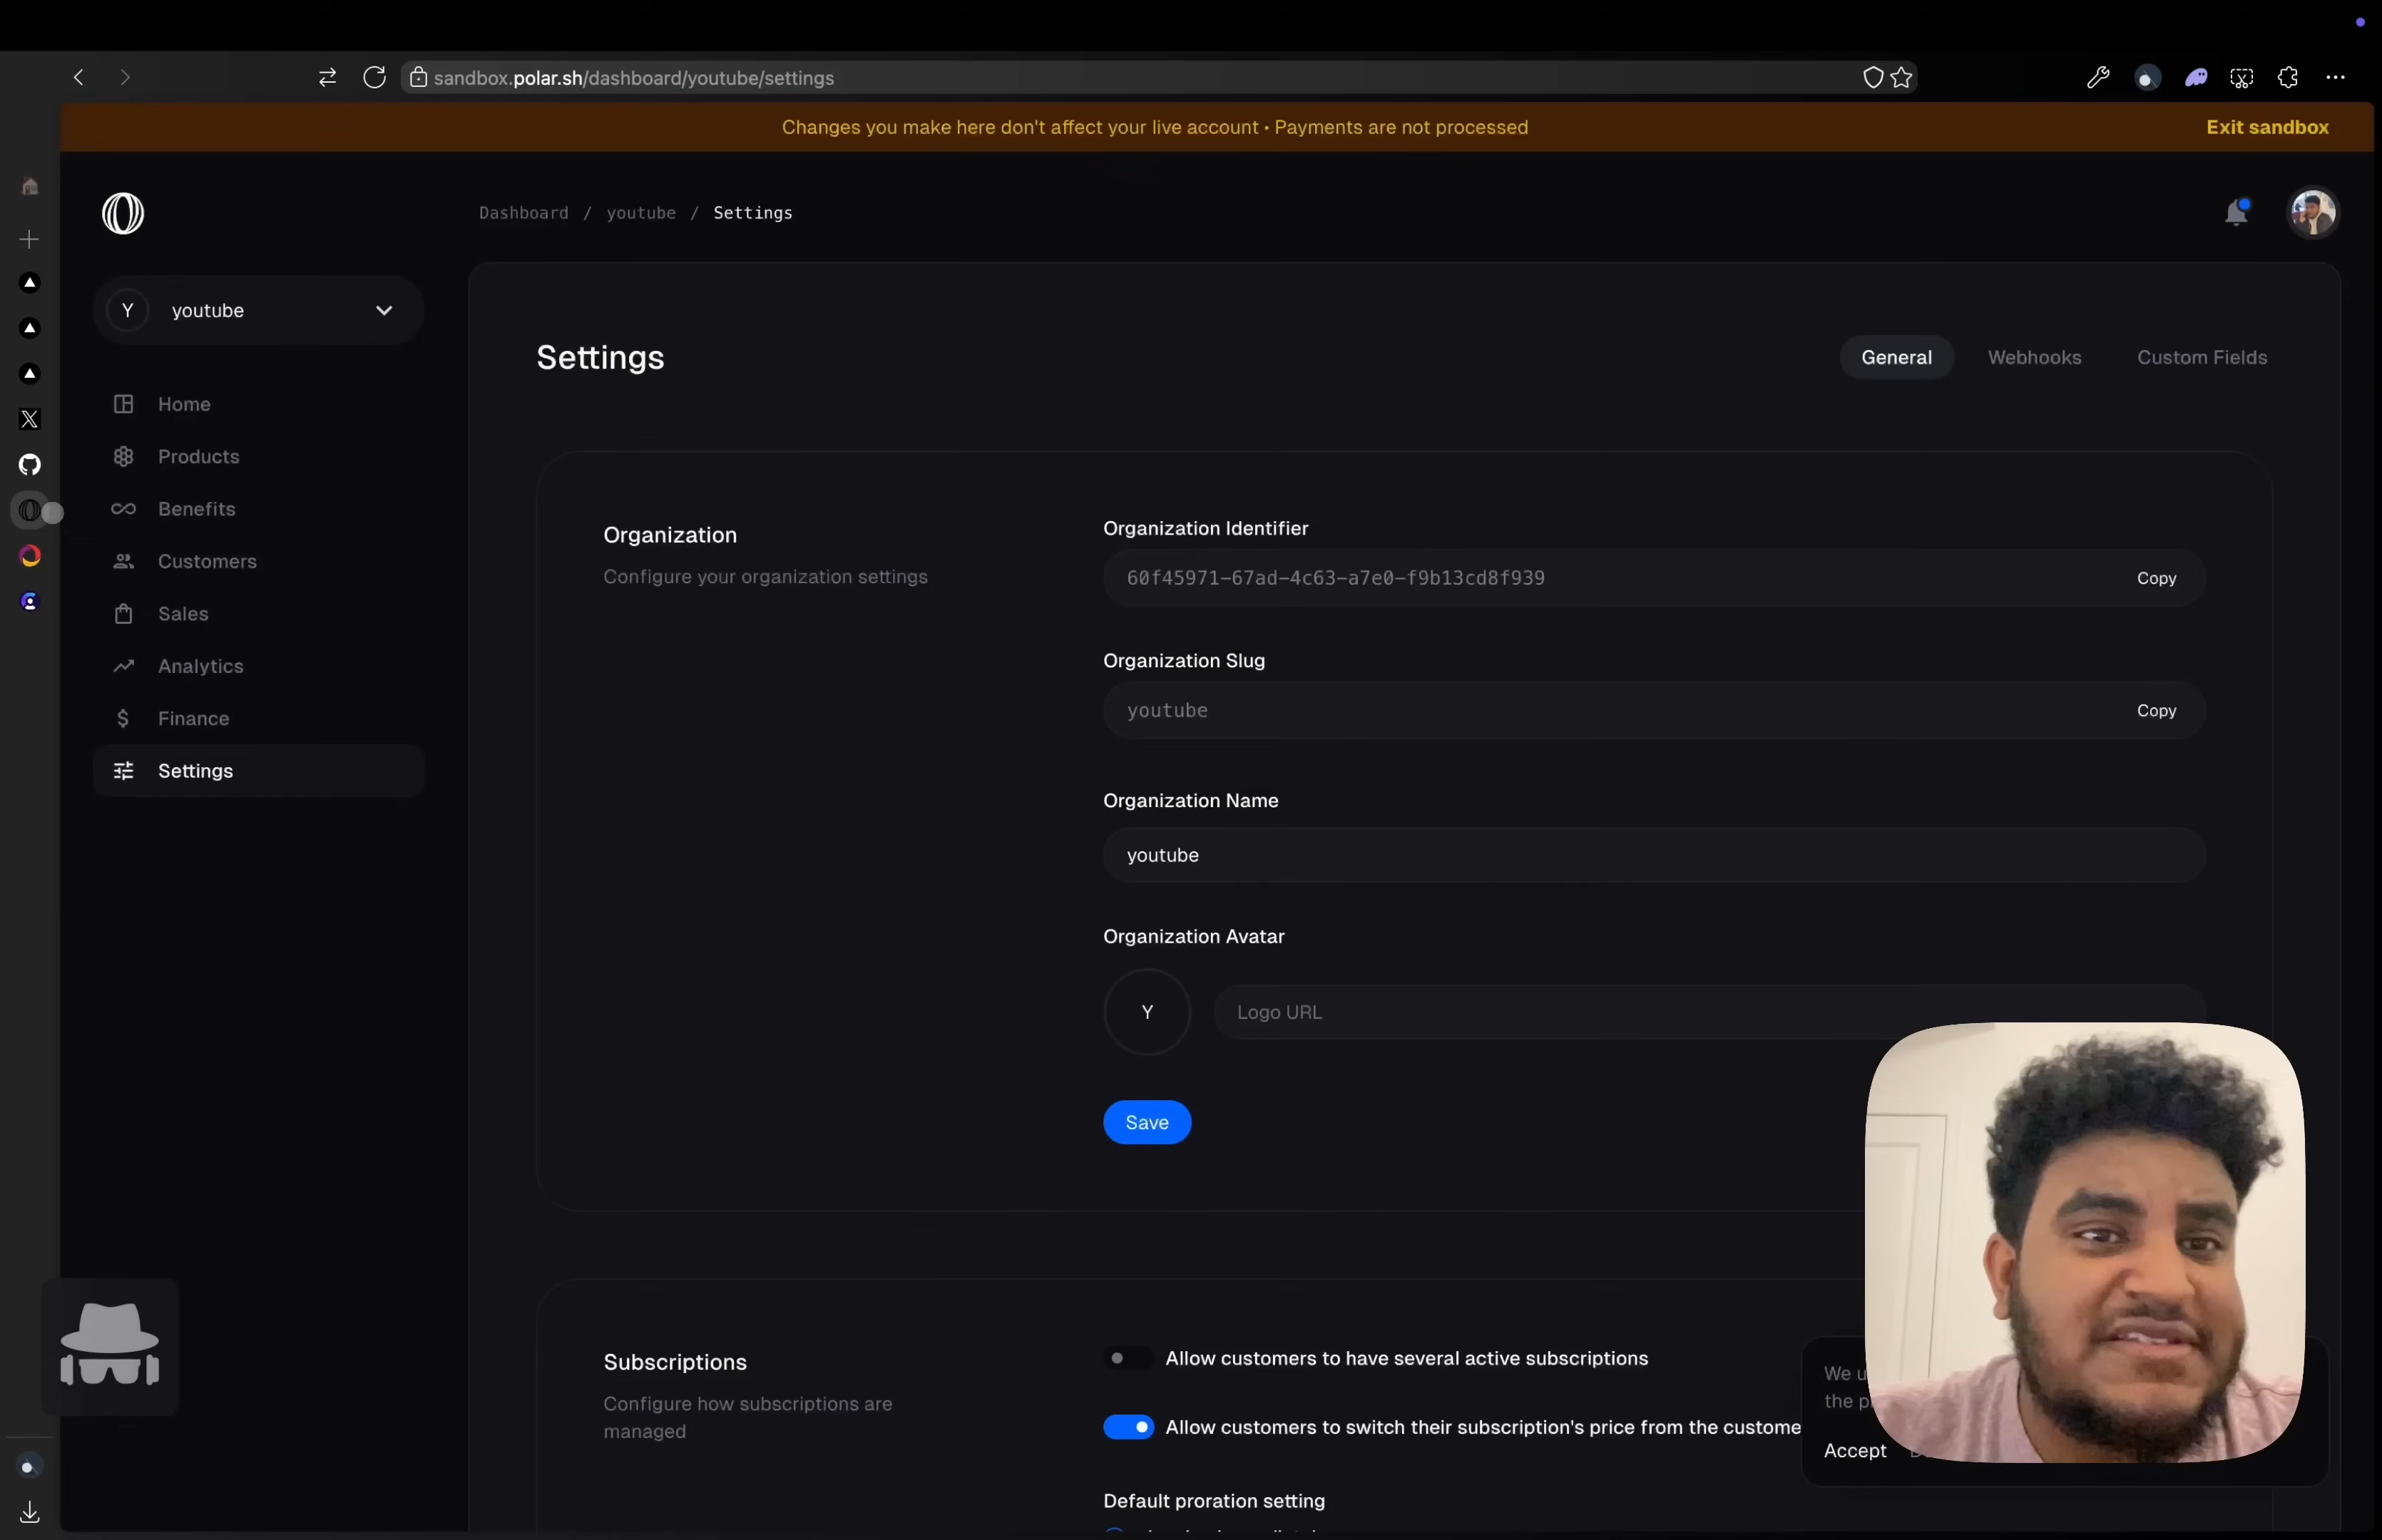 sandbox.polar.sh/dashboard/youtube/settings
Changes you make here don't affect your live account • Payments are not processed
Exit sandbox
Dashboard / youtube / Settings
Y youtube
Home
Products
Benefits
Customers
Sales
Analytics
Finance
Settings
Settings
General
Webhooks
Custom Fields
Organization
Configure your organization settings
Organization Identifier
60f45971-67ad-4c63-a7e0-f9b13cd8f939
Copy
Organization Slug
youtube
Copy
Organization Name
youtube
Organization Avatar
Y
Logo URL
Save
Subscriptions
Configure how subscriptions are
managed
Allow customers to have several active subscriptions
Allow customers to switch their subscription's price from the custome
Default proration setting
We u
the p
Accept